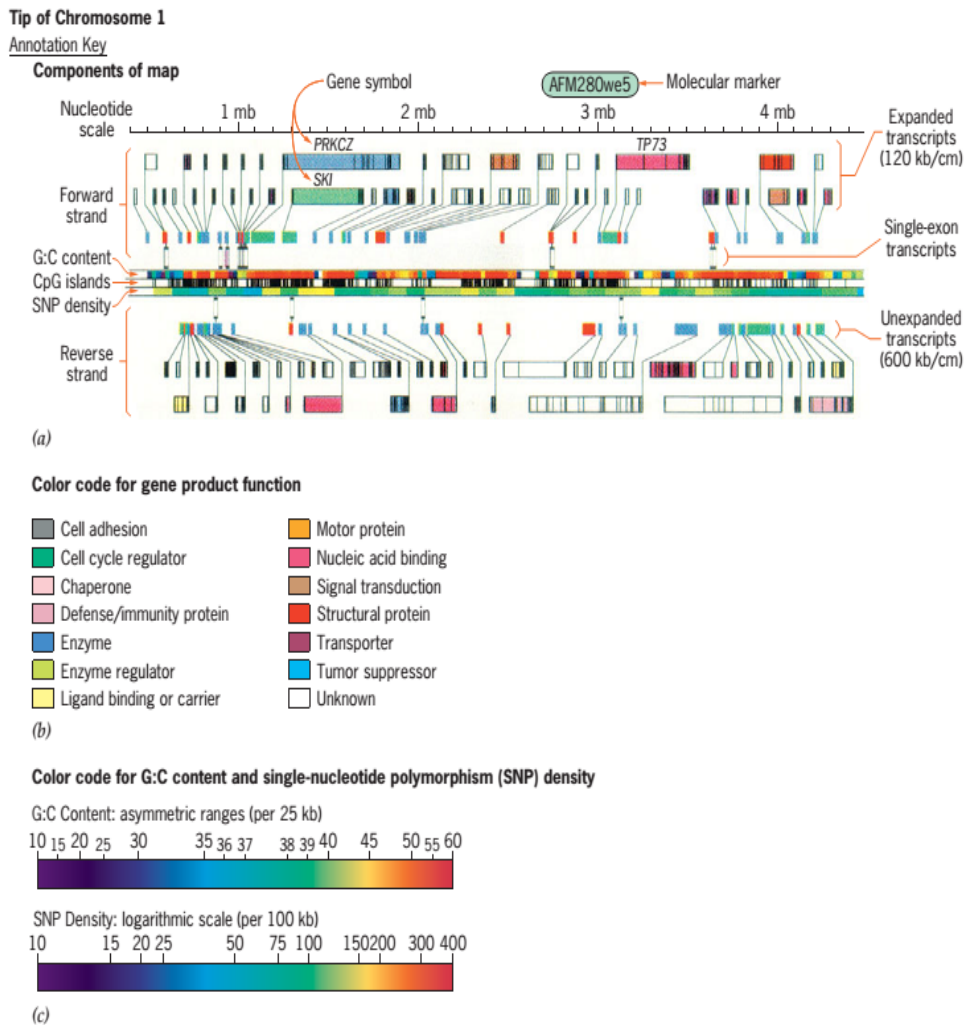 Tip of Chromosome 1
Annotation Key
Components of map
Gene symbol
AFM280we5
Molecular marker
Nucleotide scale
1 mb 2 mb 3 mb 4 mb
Expanded transcripts (120 kb/cm)
PRKCZ
TP73
SKI
Forward strand
Single-exon transcripts
G:C content
CpG islands
SNP density
Unexpanded transcripts (600 kb/cm)
Reverse strand
(a)
Color code for gene product function
Cell adhesion
Cell cycle regulator
Chaperone
Defense/immunity protein
Enzyme
Enzyme regulator
Ligand binding or carrier
Motor protein
Nucleic acid binding
Signal transduction
Structural protein
Transporter
Tumor suppressor
Unknown
(b)
Color code for G:C content and single-nucleotide polymorphism (SNP) density
G:C Content: asymmetric ranges (per 25 kb)
10 15 20 25 30 35 36 37 38 39 40 45 50 55 60
SNP Density: logarithmic scale (per 100 kb)
10 15 20 25 50 75 100 150 200 300 400
(c)